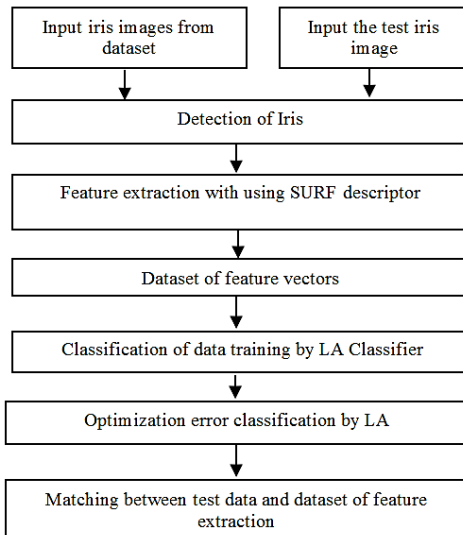 Input iris images from
dataset
Input the test iris
image
Detection of Iris
Feature extraction with using SURF descriptor
Dataset of feature vectors
Classification of data training by LA Classifier
Optimization error classification by LA
Matching between test data and dataset of feature
extraction